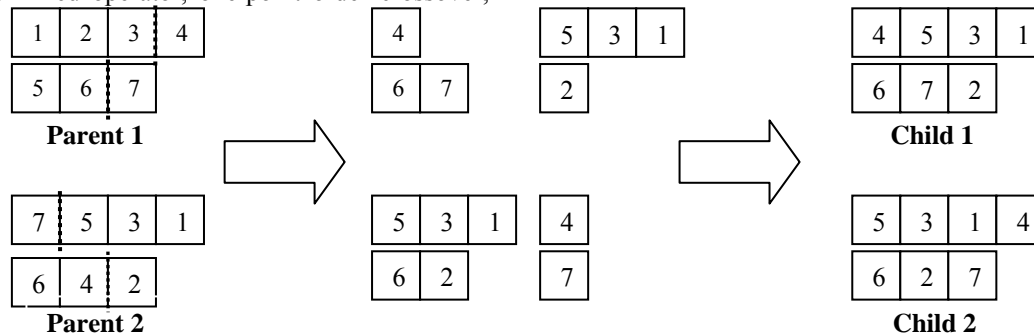 1 2 3 4 4 5 3 1 4 5 3 1
5 6 7 6 7 2 6 7 2
Parent 1 Child 1
7 5 3 1 5 3 1 4 5 3 1 4
6 4 2 6 2 7 6 2 7
Parent 2 Child 2